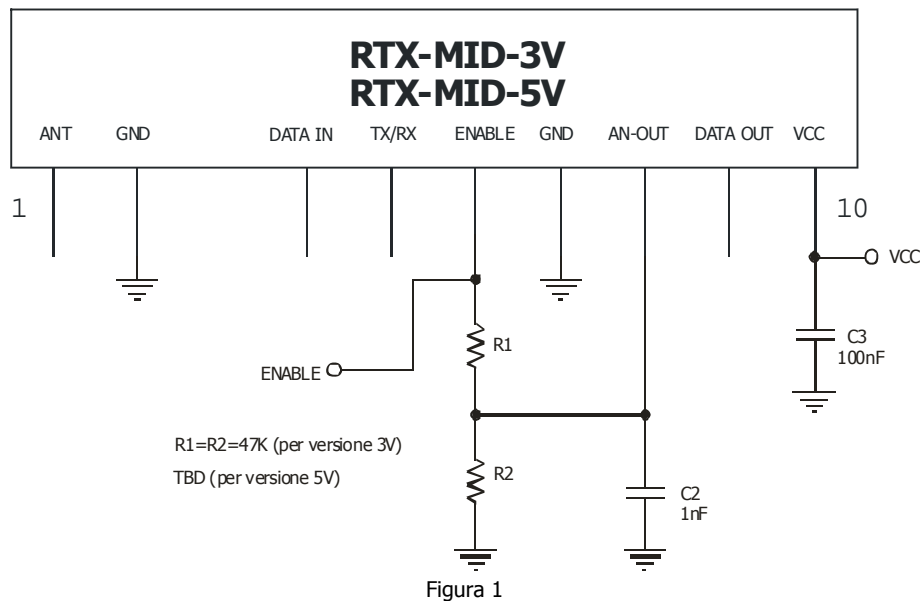 RTX-MID-3V
RTX-MID-5V
ANT GND DATA IN TX/RX ENABLE GND AN-OUT DATA OUT VCC
1 10
VCC
C3
100nF
R1
ENABLE
R1=R2=47K (per versione 3V)
TBD (per versione 5V)
R2
C2
1nF
Figura 1